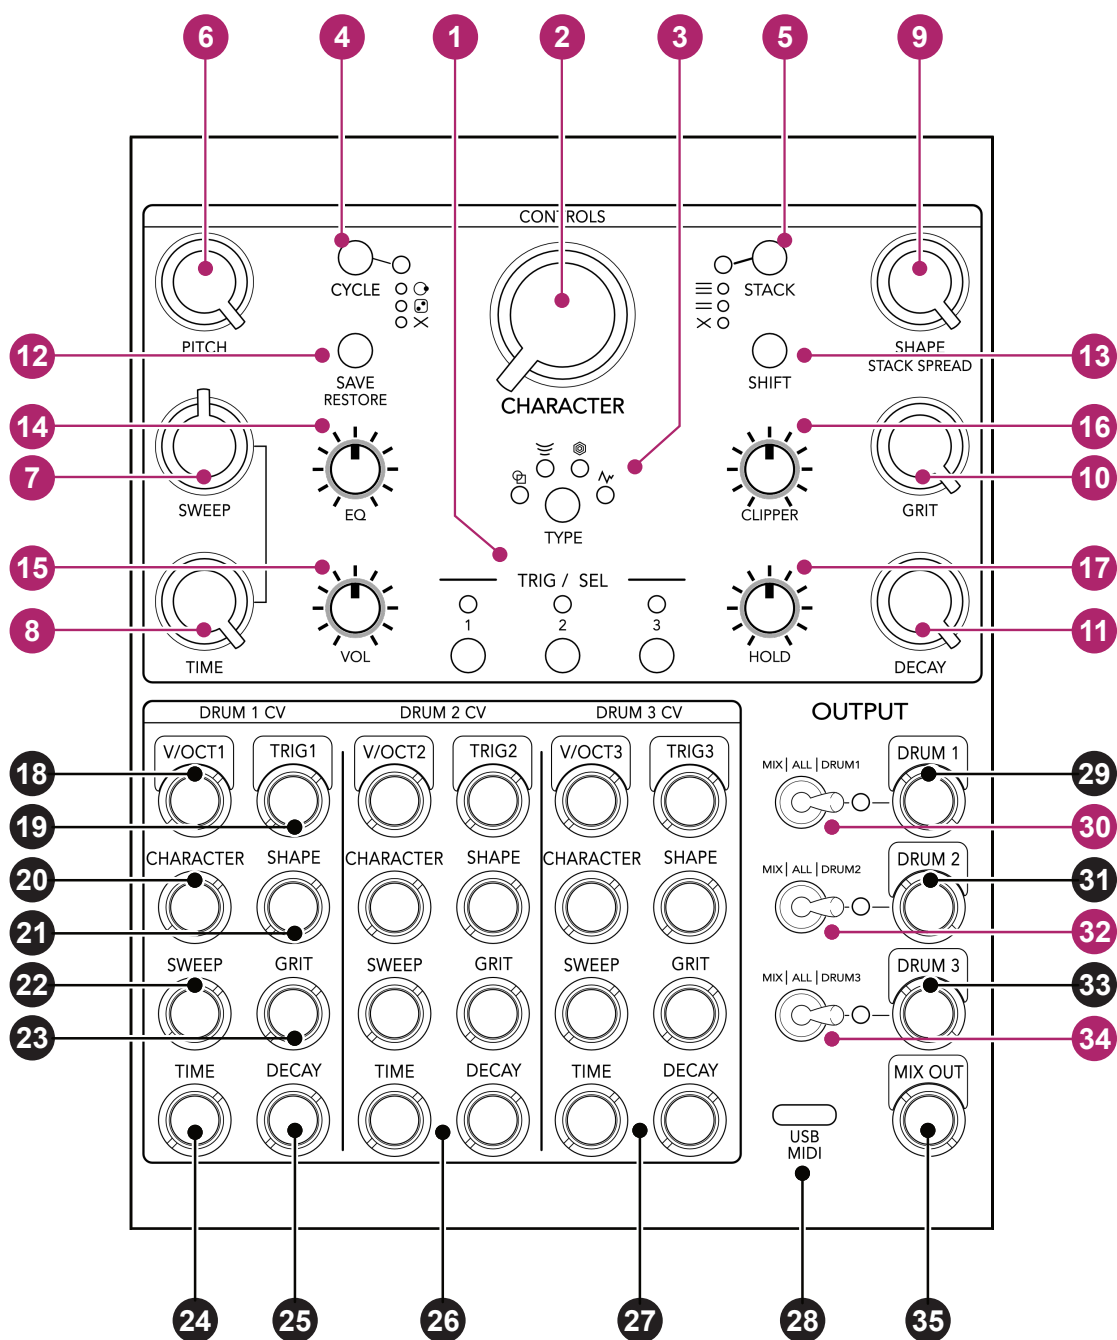 6 4 1 2 3 5 9
CONTROLS
CYCLE
STACK
PITCH
SHAPE
STACK SPREAD
12
SAVE
RESTORE
SHIFT
13
CHARACTER
14
16
7
SWEEP
EQ
TYPE
CLIPPER
GRIT
10
15
TRIG / SEL
17
1 2 3
8
TIME
VOL
HOLD
DECAY
11
DRUM 1 CV DRUM 2 CV DRUM 3 CV
OUTPUT
V/OCT1 TRIG1 V/OCT2 TRIG2 V/OCT3 TRIG3
MIX | ALL | DRUM1
DRUM 1
18
29
19
30
CHARACTER SHAPE CHARACTER SHAPE CHARACTER SHAPE
MIX | ALL | DRUM2
DRUM 2
20
31
21
32
SWEEP GRIT SWEEP GRIT SWEEP GRIT
MIX | ALL | DRUM3
DRUM 3
22
33
23
34
TIME DECAY TIME DECAY TIME DECAY
MIX OUT
USB
MIDI
24 25 26 27 28 35